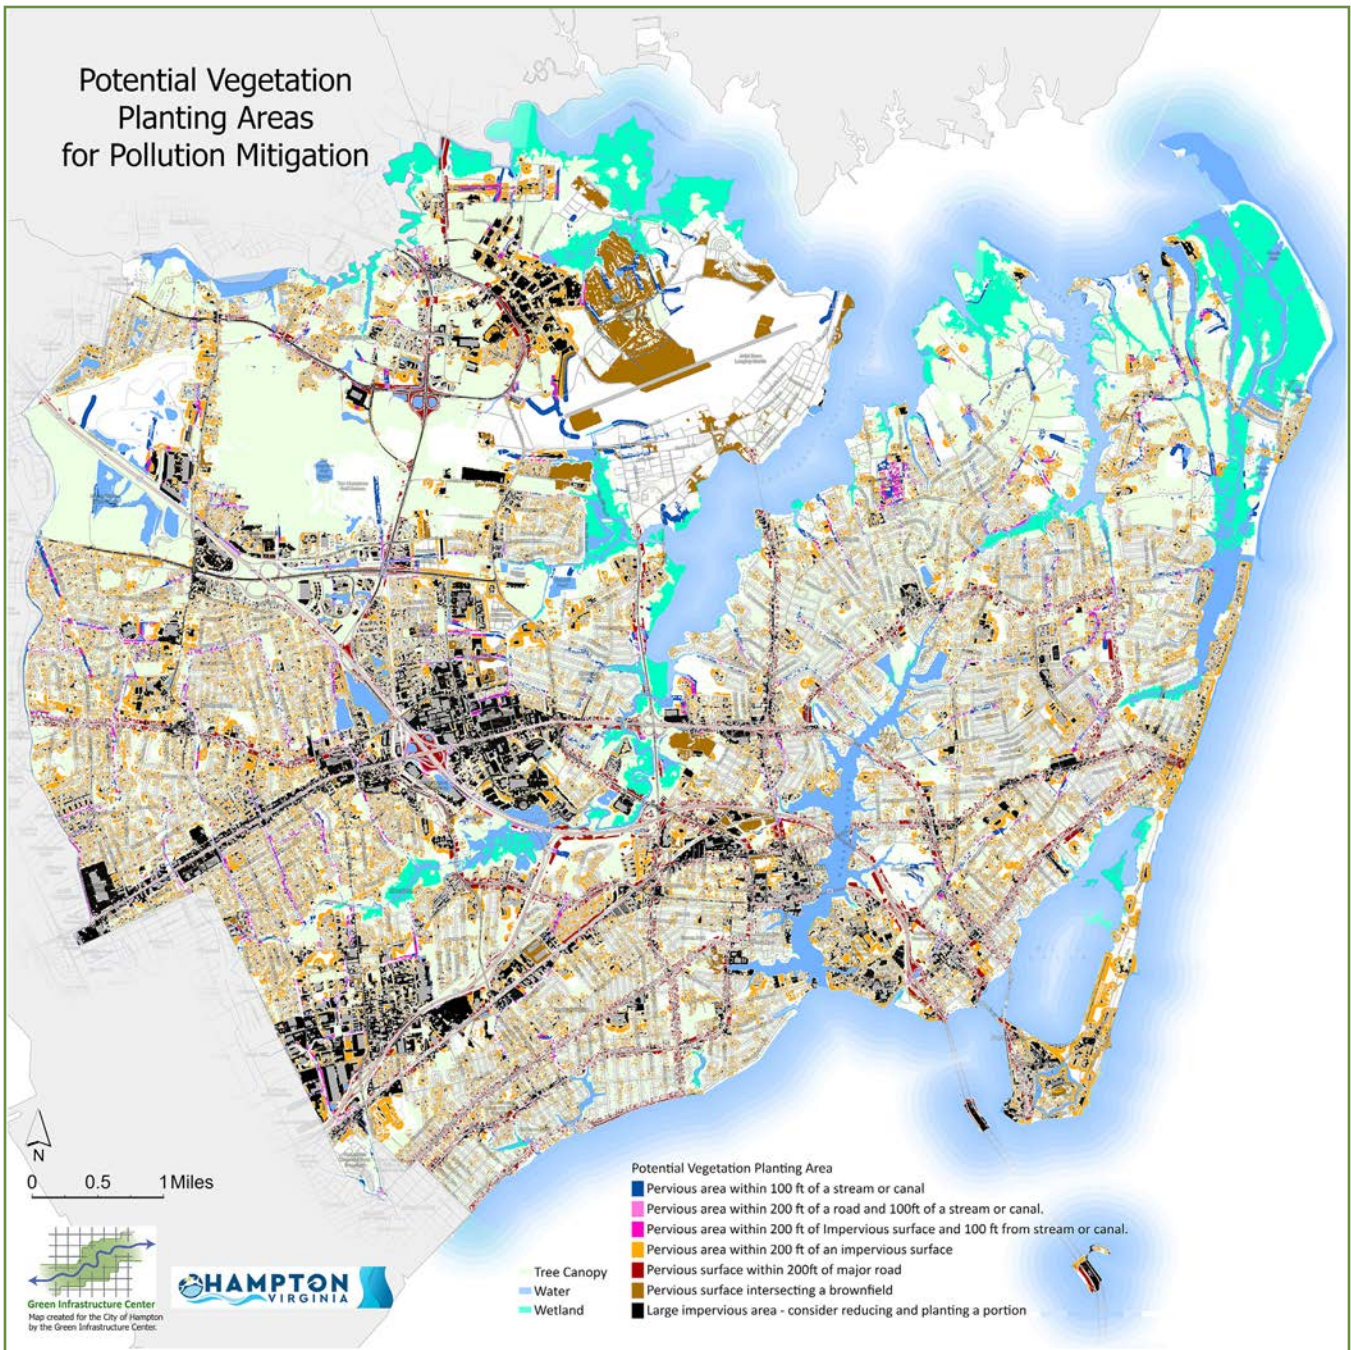 Potential Vegetation
Planting Areas
for Pollution Mitigation
N
0 0.5 1 Miles
Green Infrastructure Center
Map created for the City of Hampton
by the Green Infrastructure Center.
HAMPTON
VIRGINIA
Tree Canopy
Water
Wetland
Potential Vegetation Planting Area
Pervious area within 100 ft of a stream or canal
Pervious area within 200 ft of a road and 100ft of a stream or canal.
Pervious area within 200 ft of Impervious surface and 100 ft from stream or canal.
Pervious area within 200 ft of an impervious surface
Pervious surface within 200ft of major road
Pervious surface intersecting a brownfield
Large impervious area - consider reducing and planting a portion